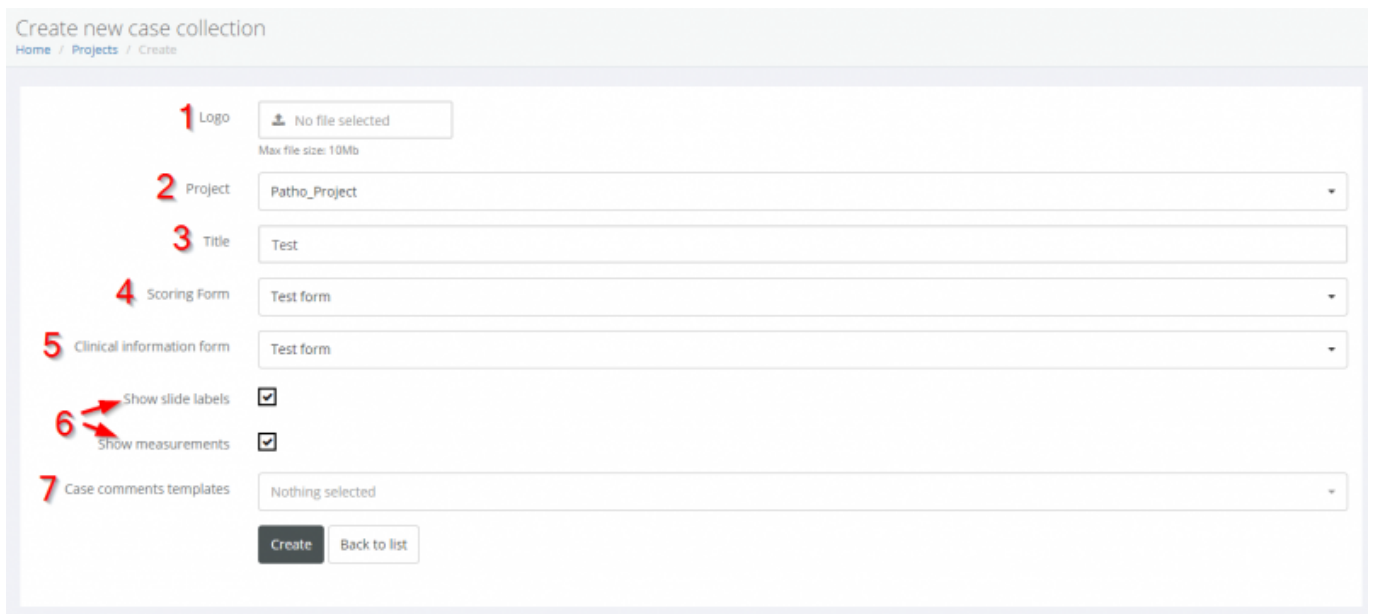 Create new case collection
Home / Projects / Create
1 Logo No file selected
Max file size: 10Mb
2 Project Patho_Project
3 Title Test
4 Scoring Form Test form
5 Clinical information form Test form
Show slide labels
6
Show measurements
7 Case comments templates Nothing selected
Create Back to list